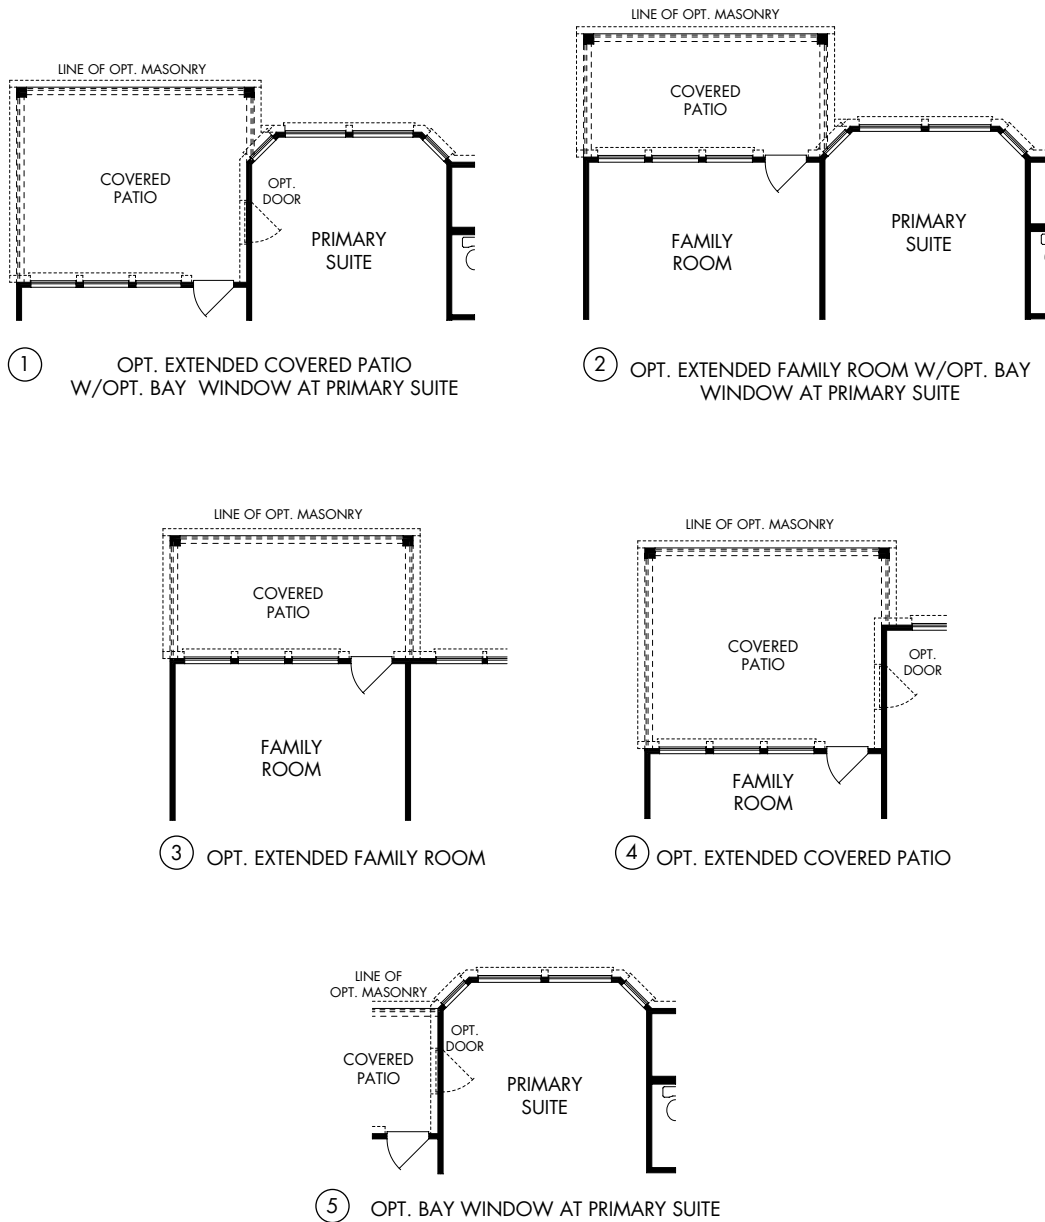 LINE OF OPT. MASONRY
COVERED
PATIO
OPT.
DOOR
PRIMARY
SUITE
1
OPT. EXTENDED COVERED PATIO
W/OPT. BAY WINDOW AT PRIMARY SUITE
LINE OF OPT. MASONRY
COVERED
PATIO
FAMILY
ROOM
PRIMARY
SUITE
2
OPT. EXTENDED FAMILY ROOM W/OPT. BAY
WINDOW AT PRIMARY SUITE
LINE OF OPT. MASONRY
COVERED
PATIO
FAMILY
ROOM
3
OPT. EXTENDED FAMILY ROOM
LINE OF OPT. MASONRY
COVERED
PATIO
OPT.
DOOR
FAMILY
ROOM
4
OPT. EXTENDED COVERED PATIO
LINE OF
OPT. MASONRY
COVERED
PATIO
OPT.
DOOR
PRIMARY
SUITE
5
OPT. BAY WINDOW AT PRIMARY SUITE